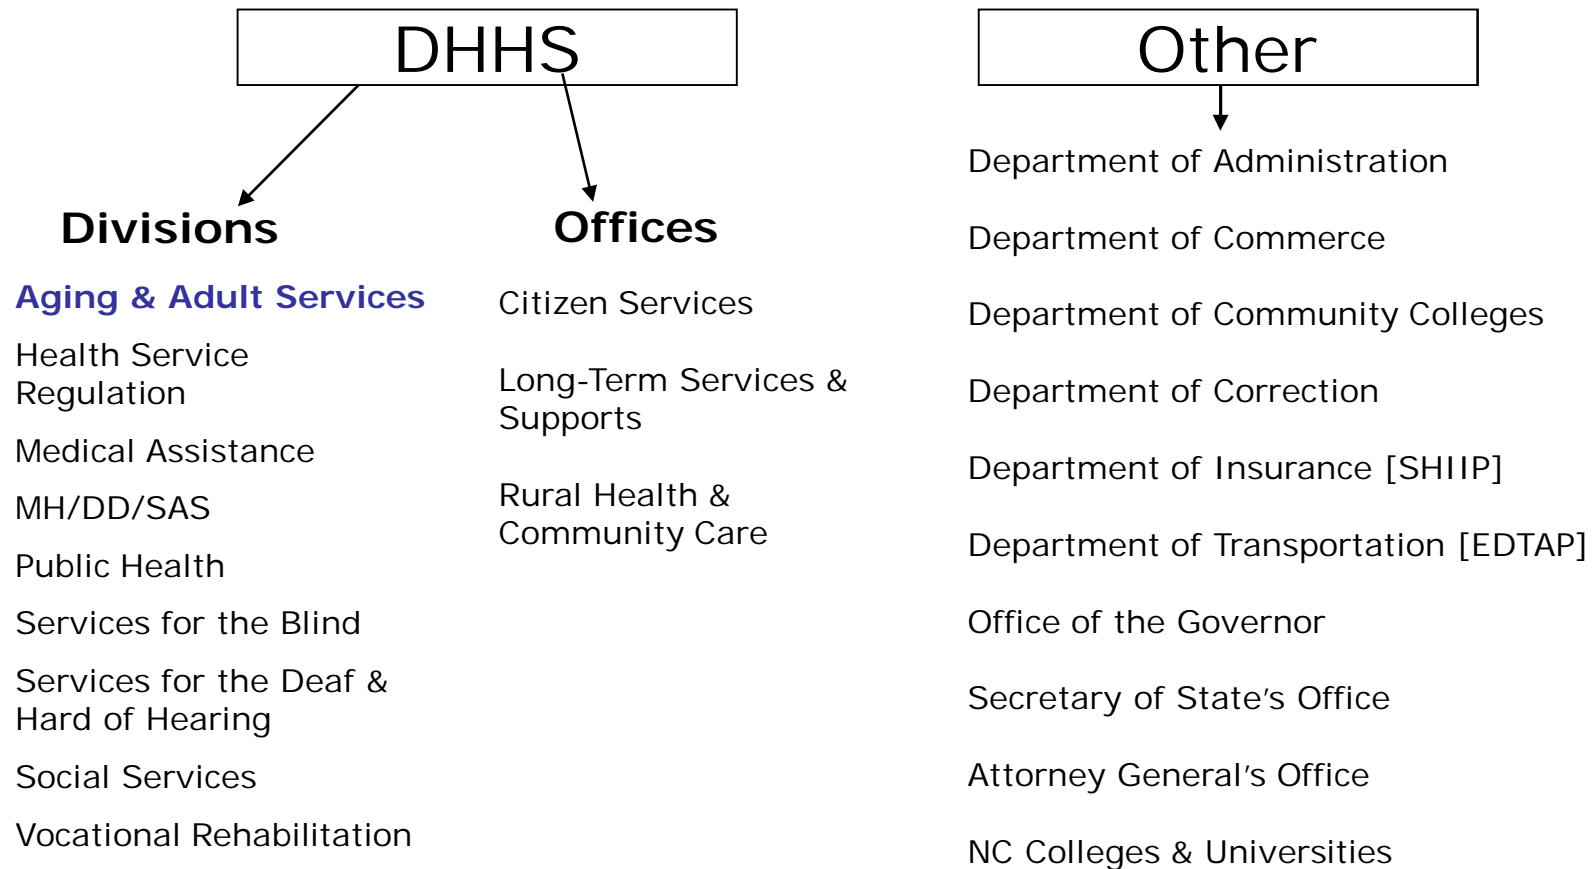 DHHS
Divisions
Aging & Adult Services
Health Service
Regulation
Medical Assistance
MH/DD/SAS
Public Health
Services for the Blind
Services for the Deaf &
Hard of Hearing
Social Services
Vocational Rehabilitation
Offices
Citizen Services
Long-Term Services &
Supports
Rural Health &
Community Care
Other
Department of Administration
Department of Commerce
Department of Community Colleges
Department of Correction
Department of Insurance [SHIIP]
Department of Transportation [EDTAP]
Office of the Governor
Secretary of State’s Office
Attorney General’s Office
NC Colleges & Universities